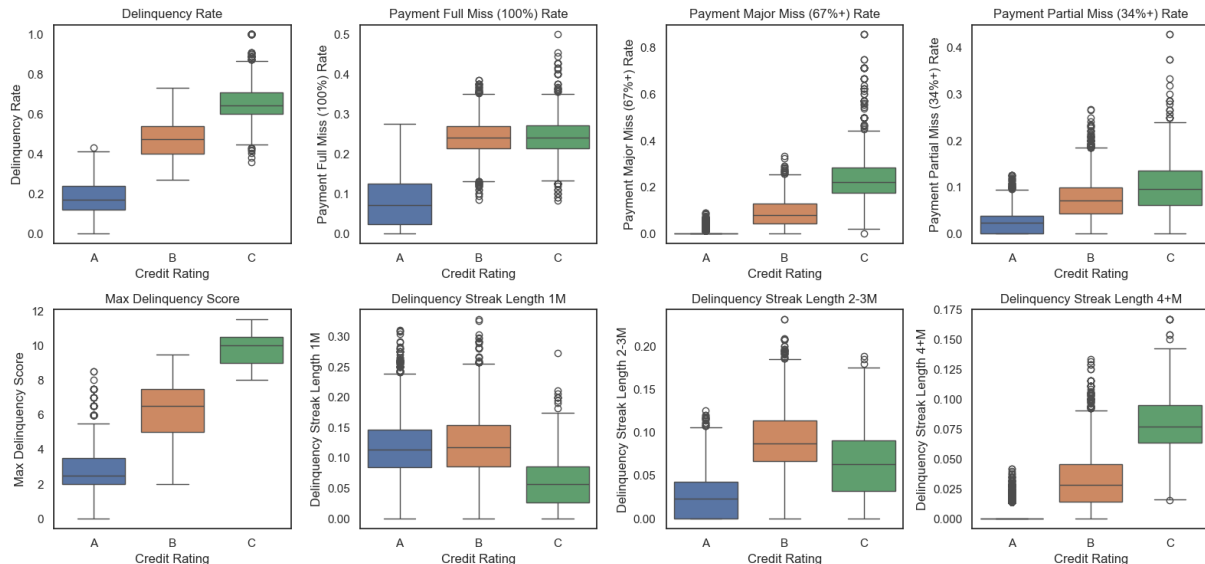 Delinquency Rate
Delinquency Rate
1.0
0.8
0.6
0.4
0.2
0.0
A B C
Credit Rating
Payment Full Miss (100%) Rate
Payment Full Miss (100%) Rate
0.5
0.4
0.3
0.2
0.1
0.0
A B C
Credit Rating
Payment Major Miss (67%+) Rate
Payment Major Miss (67%+) Rate
0.8
0.6
0.4
0.2
0.0
A B C
Credit Rating
Payment Partial Miss (34%+) Rate
Payment Partial Miss (34%+) Rate
0.4
0.3
0.2
0.1
0.0
A B C
Credit Rating
Max Delinquency Score
Max Delinquency Score
12
10
8
6
4
2
0
A B C
Credit Rating
Delinquency Streak Length 1M
Delinquency Streak Length 1M
0.30
0.25
0.20
0.15
0.10
0.05
0.00
A B C
Credit Rating
Delinquency Streak Length 2-3M
Delinquency Streak Length 2-3M
0.20
0.15
0.10
0.05
0.00
A B C
Credit Rating
Delinquency Streak Length 4+M
Delinquency Streak Length 4+M
0.175
0.150
0.125
0.100
0.075
0.050
0.025
0.000
A B C
Credit Rating